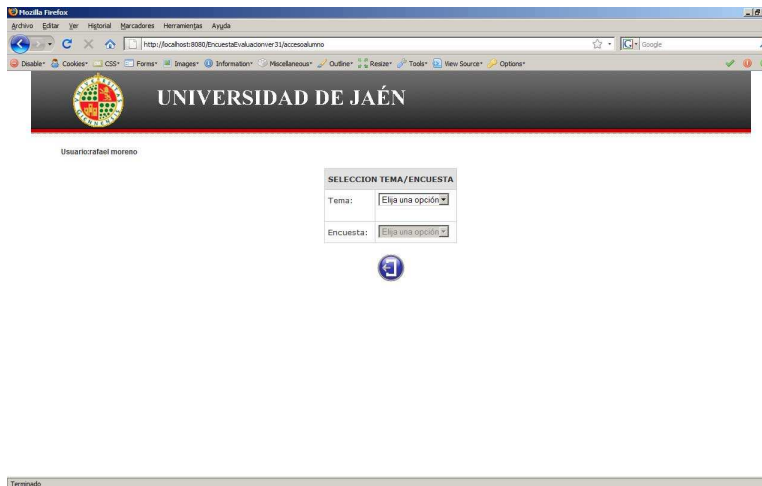 Mozilla Firefox
Archivo Editar Ver Historial Marcadores Herramientas Ayuda
http://localhost:8080/EncuestaEvaluacionver31/accesoalumno
Google
Disable Cookies CSS Forms Images Information Miscellaneous Outline Resize Tools View Source Options
UNIVERSIDAD DE JAÉN
Usuario:rafael moreno
SELECCION TEMA/ENCUESTA
Tema: Elija una opción
Encuesta: Elija una opción
Terminado